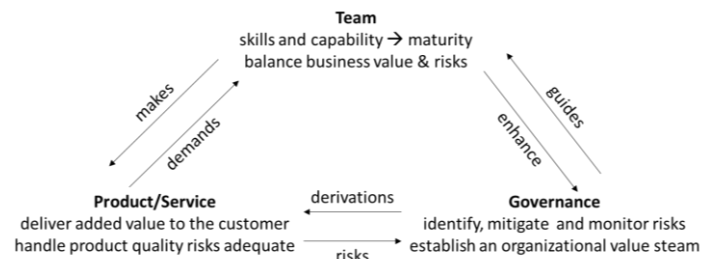 Team
skills and capability → maturity
balance business value & risks
makes
demands
guides
enhance
Product/Service
deliver added value to the customer
handle product quality risks adequate
derivations
risks
Governance
identify, mitigate and monitor risks
establish an organizational value steam